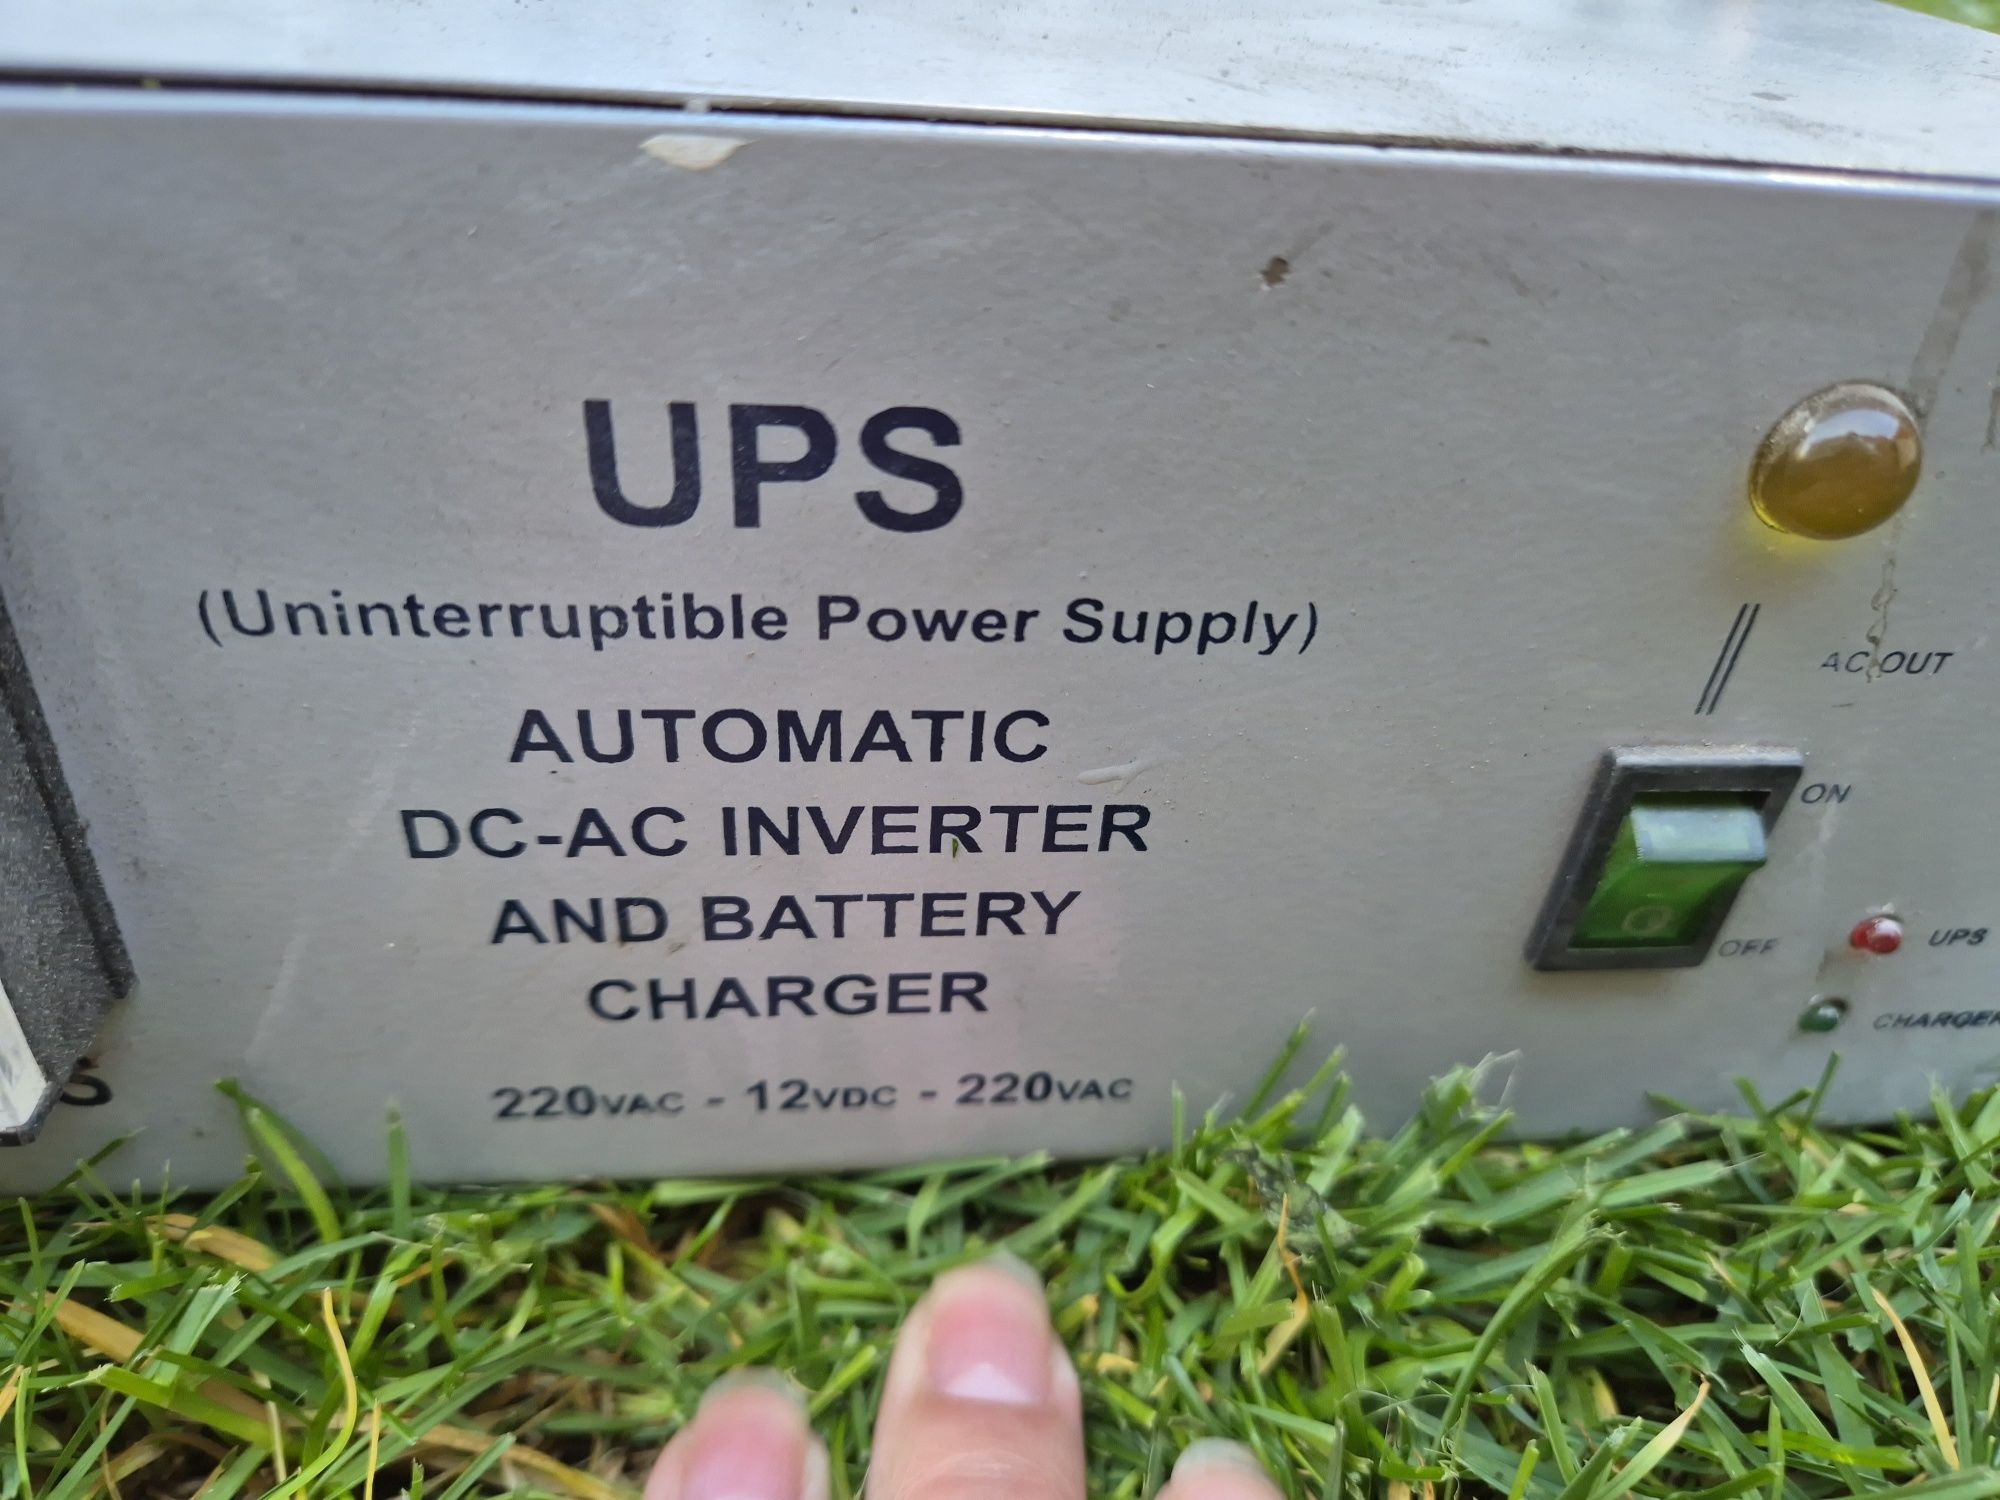 UPS
(Uninterruptible Power Supply)
AUTOMATIC
DC-AC INVERTER
AND BATTERY
CHARGER
220VAC - 12VDC - 220VAC
AC OUT
ON
OFF
UPS
CHARGER